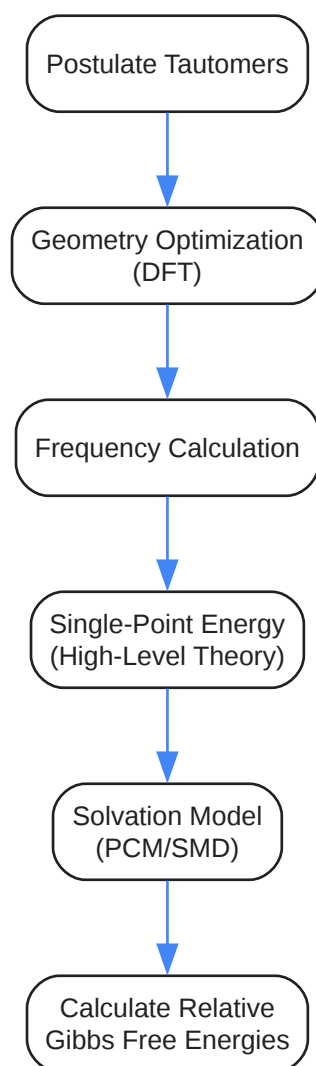 Postulate Tautomers
Geometry Optimization
(DFT)
Frequency Calculation
Single-Point Energy
(High-Level Theory)
Solvation Model
(PCM/SMD)
Calculate Relative
Gibbs Free Energies